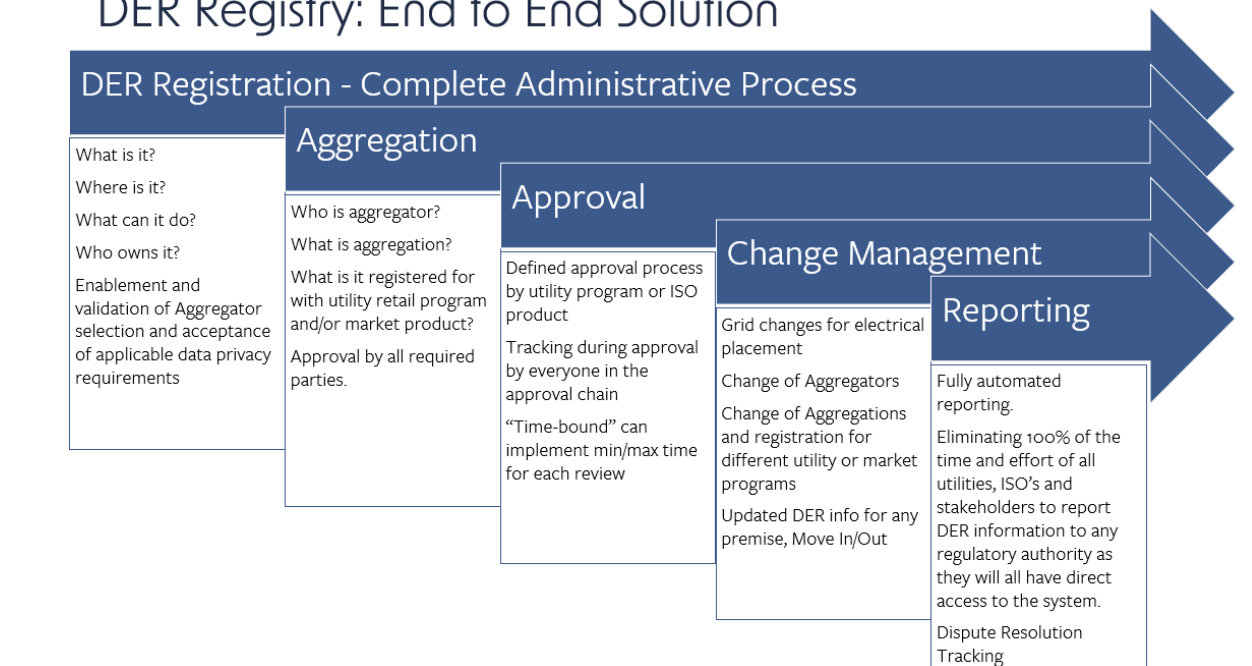 DER Registry: End to End Solution
DER Registration - Complete Administrative Process
What is it?
Where is it?
What can it do?
Who owns it?
Enablement and
validation of Aggregator
selection and acceptance
of applicable data privacy
requirements
Aggregation
Who is aggregator?
What is aggregation?
What is it registered for
with utility retail program
and/or market product?
Approval by all required
parties.
Approval
Defined approval process
by utility program or ISO
product
Tracking during approval
by everyone in the
approval chain
“Time-bound” can
implement min/max time
for each review
Change Management
Grid changes for electrical
placement
Change of Aggregators
Change of Aggregations
and registration for
different utility or market
programs
Updated DER info for any
premise, Move In/Out
Reporting
Fully automated
reporting.
Eliminating 100% of the
time and effort of all
utilities, ISO’s and
stakeholders to report
DER information to any
regulatory authority as
they will all have direct
access to the system.
Dispute Resolution
Tracking